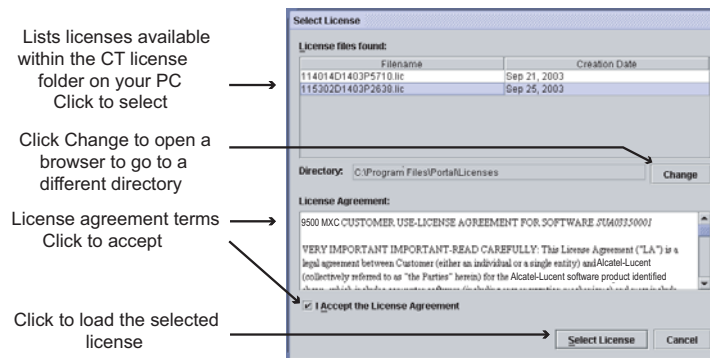 Lists licenses available
within the CT license
folder on your PC
Click to select
Click Change to open a
browser to go to a
different directory
License agreement terms
Click to accept
Click to load the selected
license
Select License
License files found:
Filename Creation Date
114014D1403P5710.lic Sep 21, 2003
115302D1403P2638.lic Sep 25, 2003
Directory: C:\Program Files\Portal\Licenses Change
License Agreement:
9500 MXC CUSTOMER USE-LICENSE AGREEMENT FOR SOFTWARE SUA05350001
VERY IMPORTANT IMPORTANT-READ CAREFULLY: This License Agreement ("LA") is a
legal agreement between Customer (either an individual or a single entity) and Alcatel-Lucent
(collectively referred to as "the Parties" herein) for the Alcatel-Lucent software product identified
I Accept the License Agreement
Select License Cancel